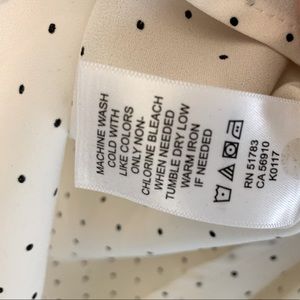 MACHINE WASH
COLD WITH
LIKE COLORS
ONLY NON-
CHLORINE BLEACH
WHEN NEEDED
TUMBLE DRY LOW
WARM IRON
IF NEEDED
RN 51783
CA 56910
K0117